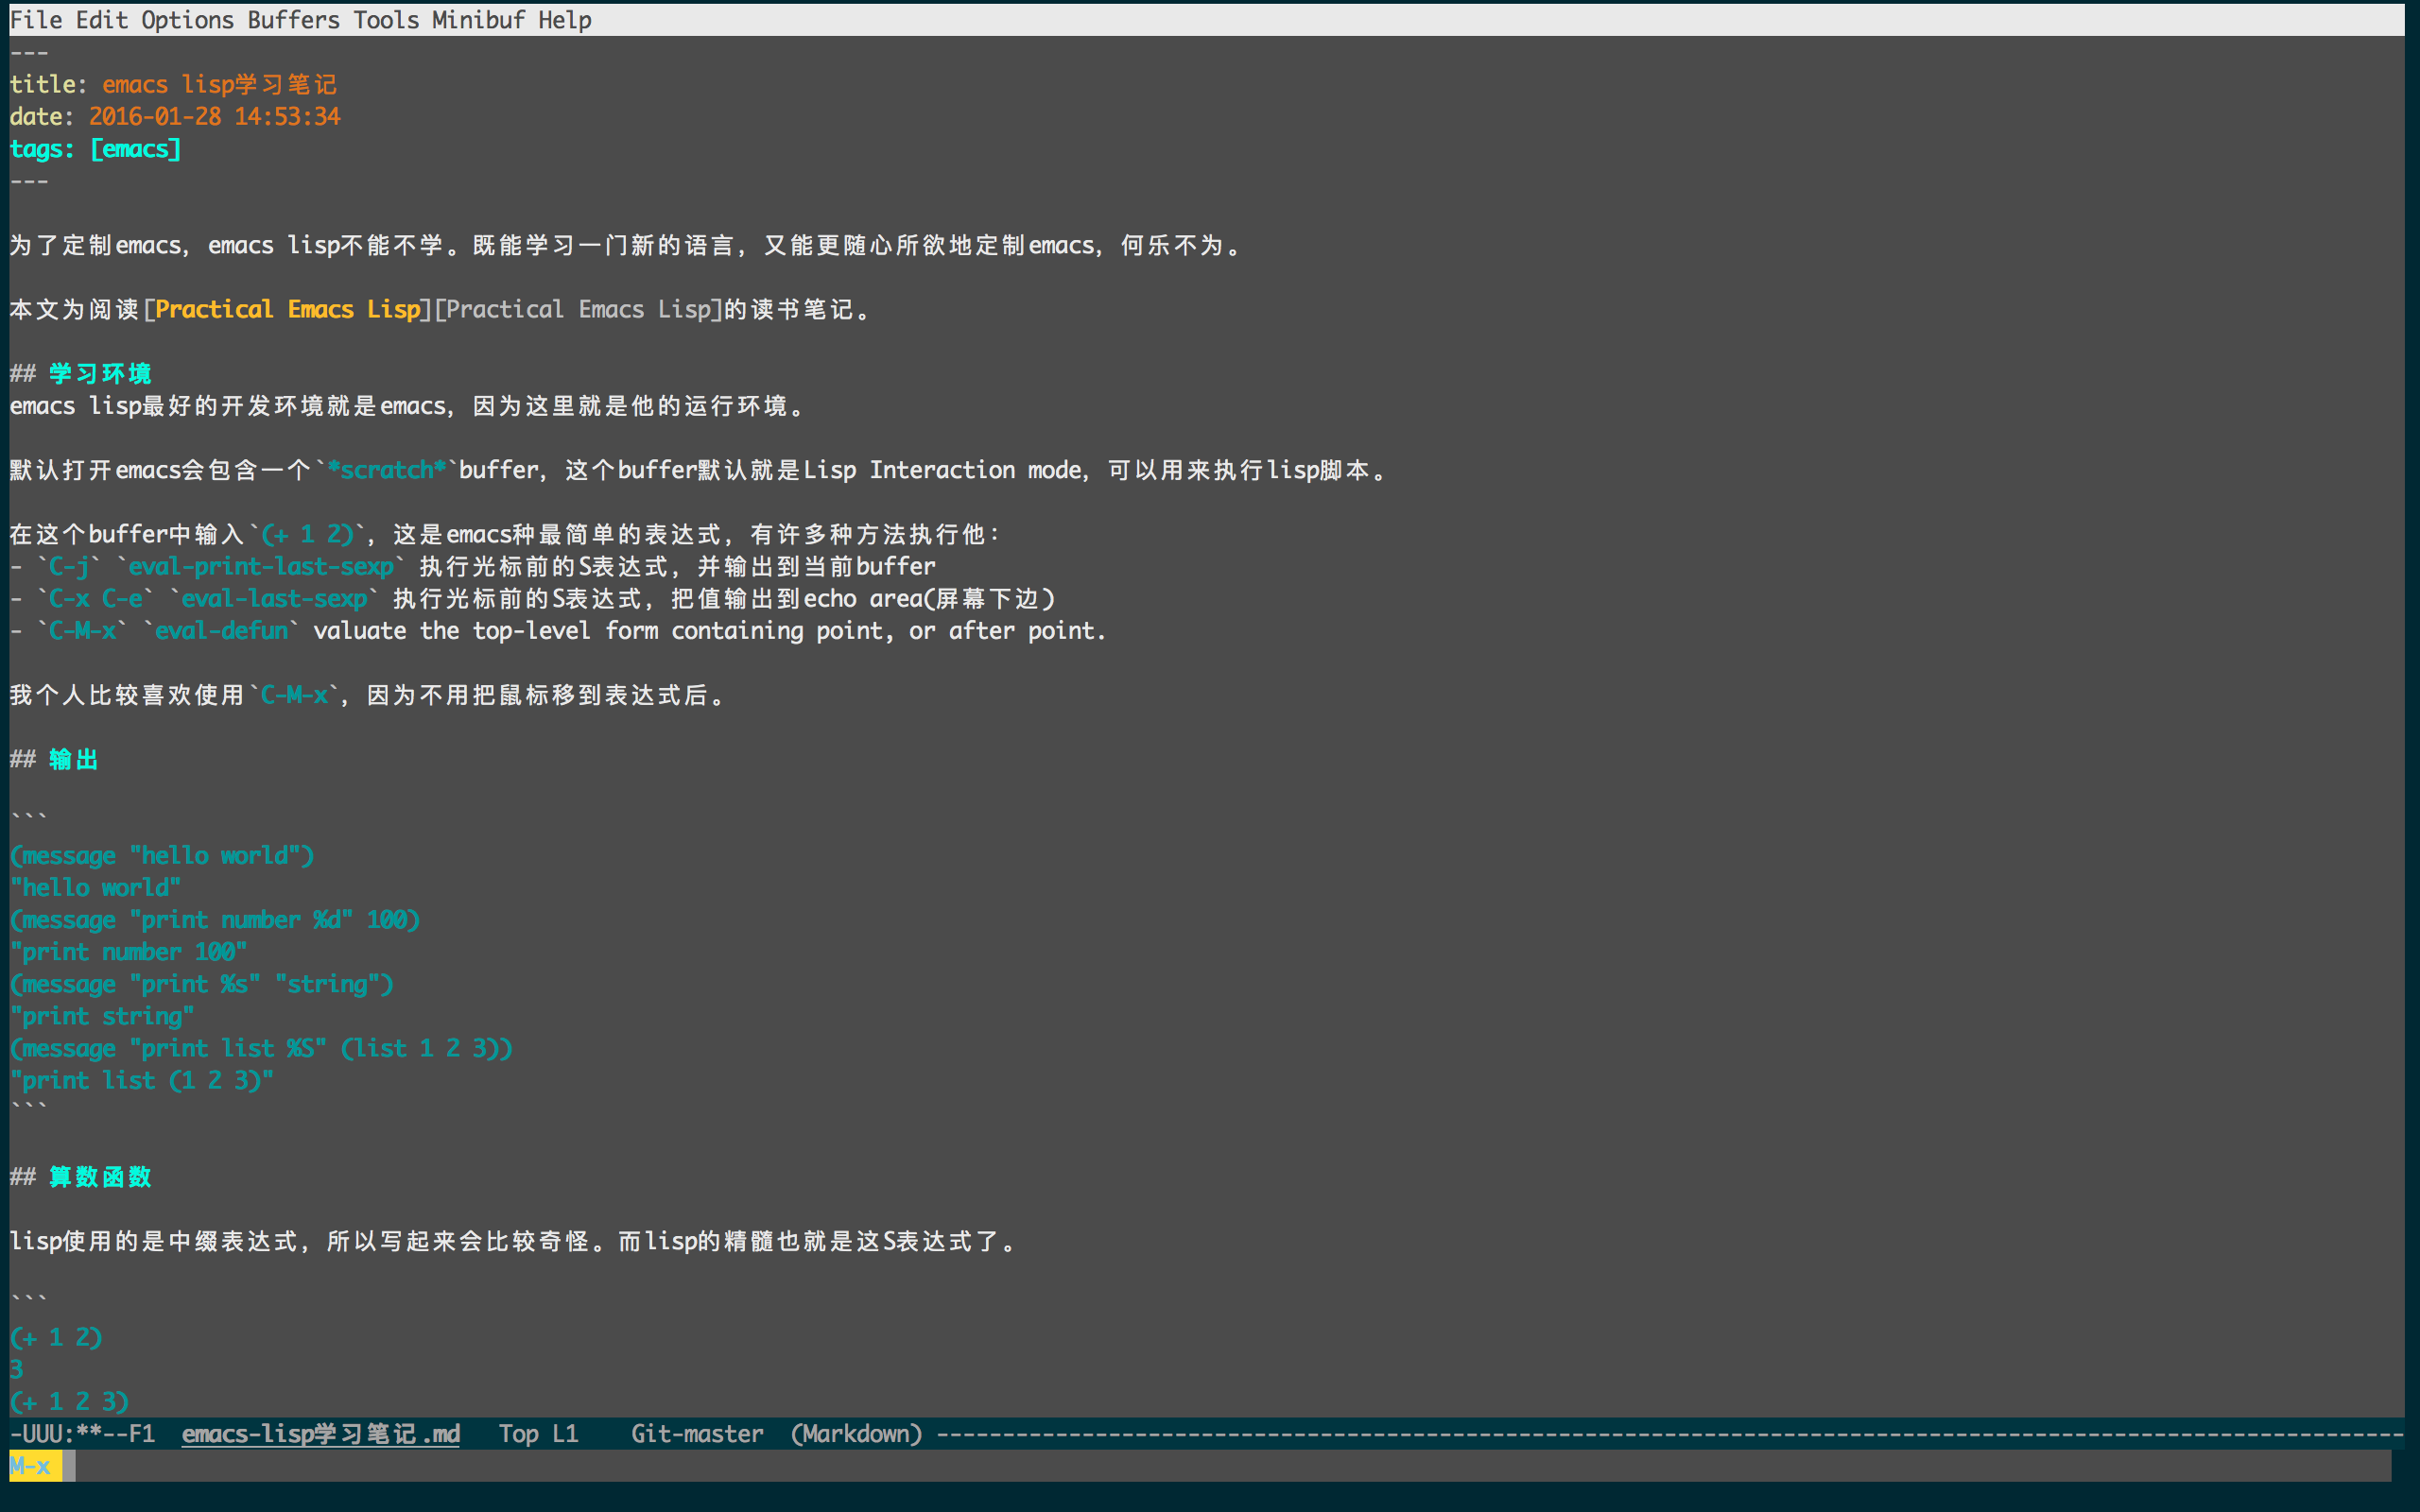 File Edit Options Buffers Tools Minibuf Help
---
title: emacs lisp学习笔记
date: 2016-01-28 14:53:34
tags: [emacs]
---
为了定制emacs, emacs lisp不能不学。既能学习一门新的语言, 又能更随心所欲地定制emacs, 何乐不为。
本文为阅读[Practical Emacs Lisp][Practical Emacs Lisp]的读书笔记。
## 学习环境
emacs lisp最好的开发环境就是emacs, 因为这里就是他的运行环境。
默认打开emacs会包含一个`*scratch*`buffer, 这个buffer默认就是Lisp Interaction mode, 可以用来执行lisp脚本。
在这个buffer中输入`(+ 1 2)`, 这是emacs种最简单的表达式, 有许多种方法执行他:
- `C-j` `eval-print-last-sexp` 执行光标前的S表达式, 并输出到当前buffer
- `C-x C-e` `eval-last-sexp` 执行光标前的S表达式, 把值输出到echo area(屏幕下边)
- `C-M-x` `eval-defun` valuate the top-level form containing point, or after point.
我个人比较喜欢使用`C-M-x`, 因为不用把鼠标移到表达式后。
## 输出
```
(message "hello world")
"hello world"
(message "print number %d" 100)
"print number 100"
(message "print %s" "string")
"print string"
(message "print list %S" (list 1 2 3))
"print list (1 2 3)"
```
## 算数函数
lisp使用的是中缀表达式, 所以写起来会比较奇怪。而lisp的精髓也就是这S表达式了。
```
(+ 1 2)
3
(+ 1 2 3)
-UUU:**--F1  emacs-lisp学习笔记.md   Top L1    Git-master  (Markdown) ----------------------------------------------------------------------------------------------------------------
M-x